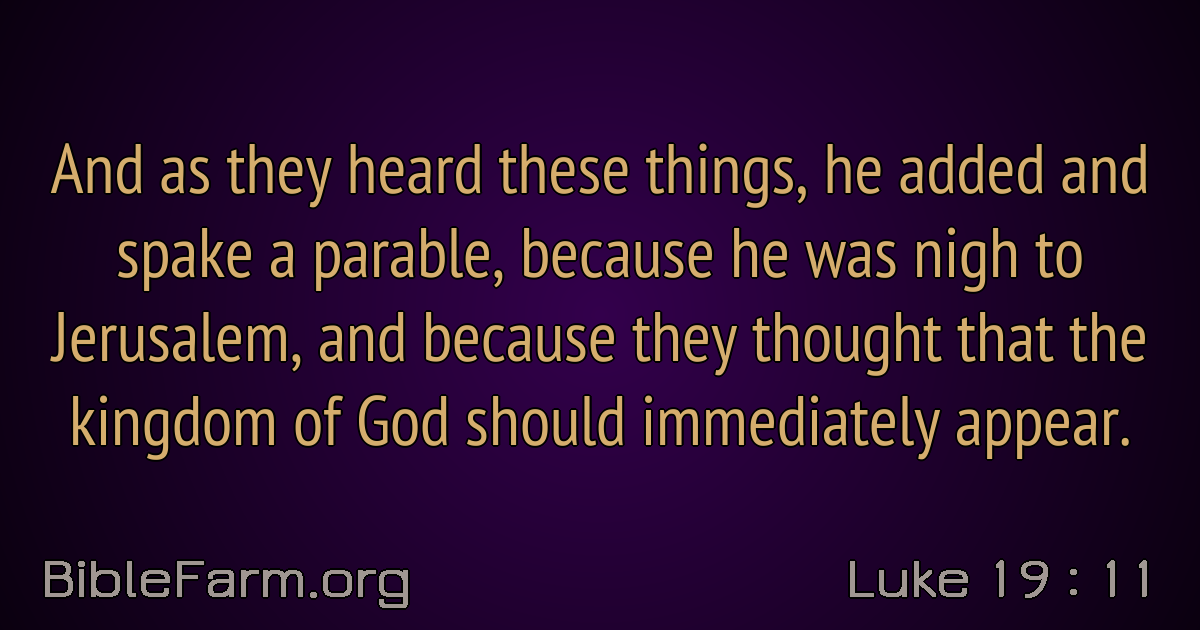 And as they heard these things, he added and
spake a parable, because he was nigh to
Jerusalem, and because they thought that the
kingdom of God should immediately appear.
BibleFarm.org
Luke 19 : 11